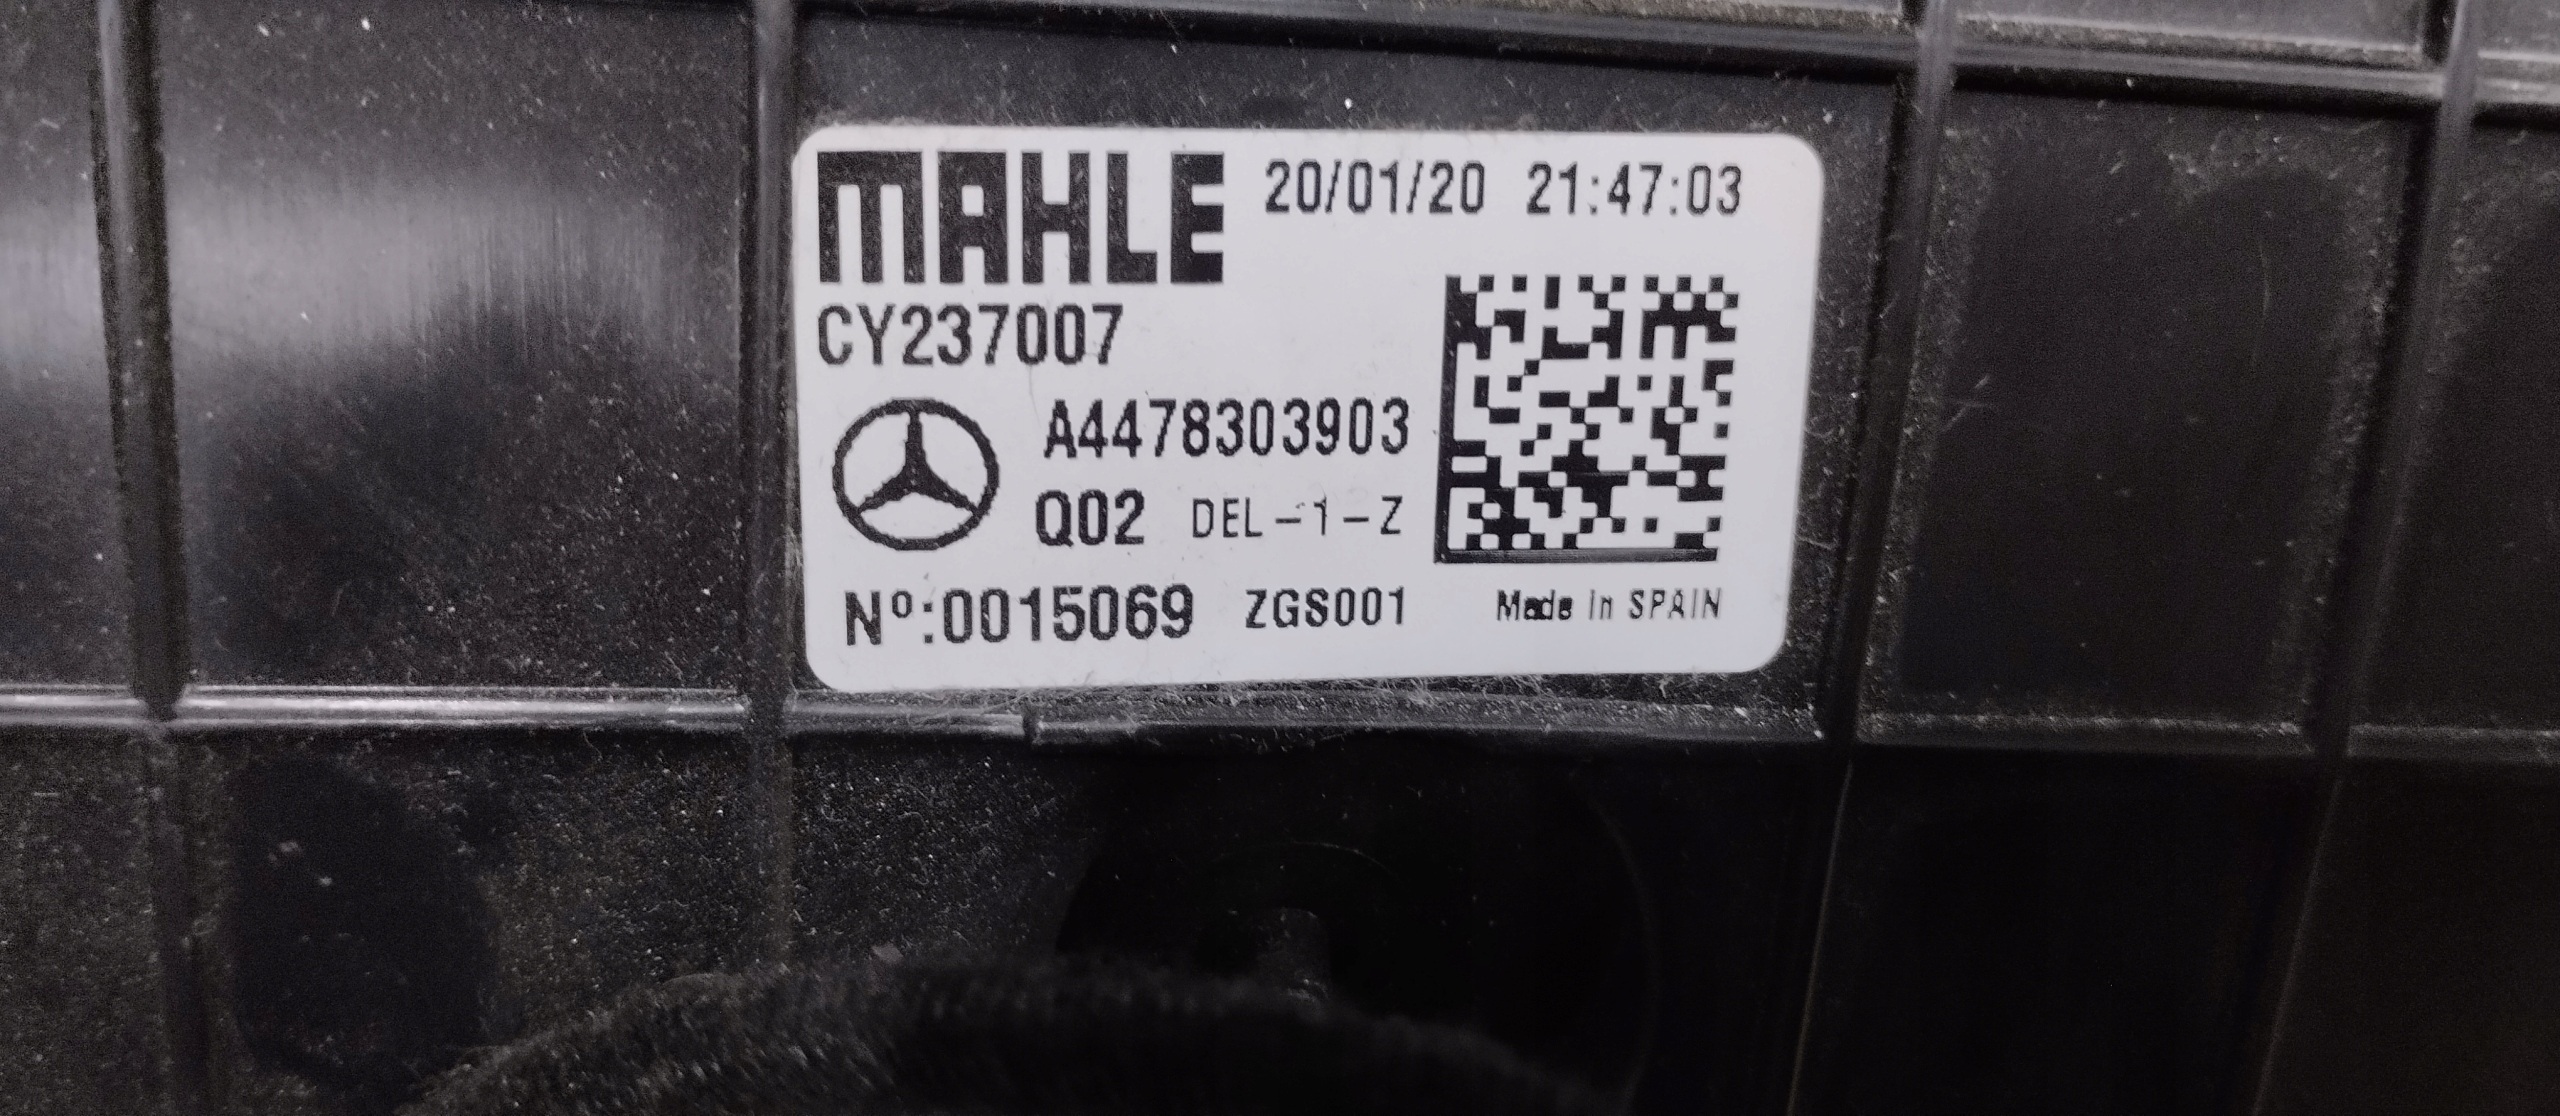 MAHLE 20/01/20 21:47:03
CY237007
A4478303903
Q02 DEL-1-Z
Nº:0015069 ZGS001 Made in SPAIN